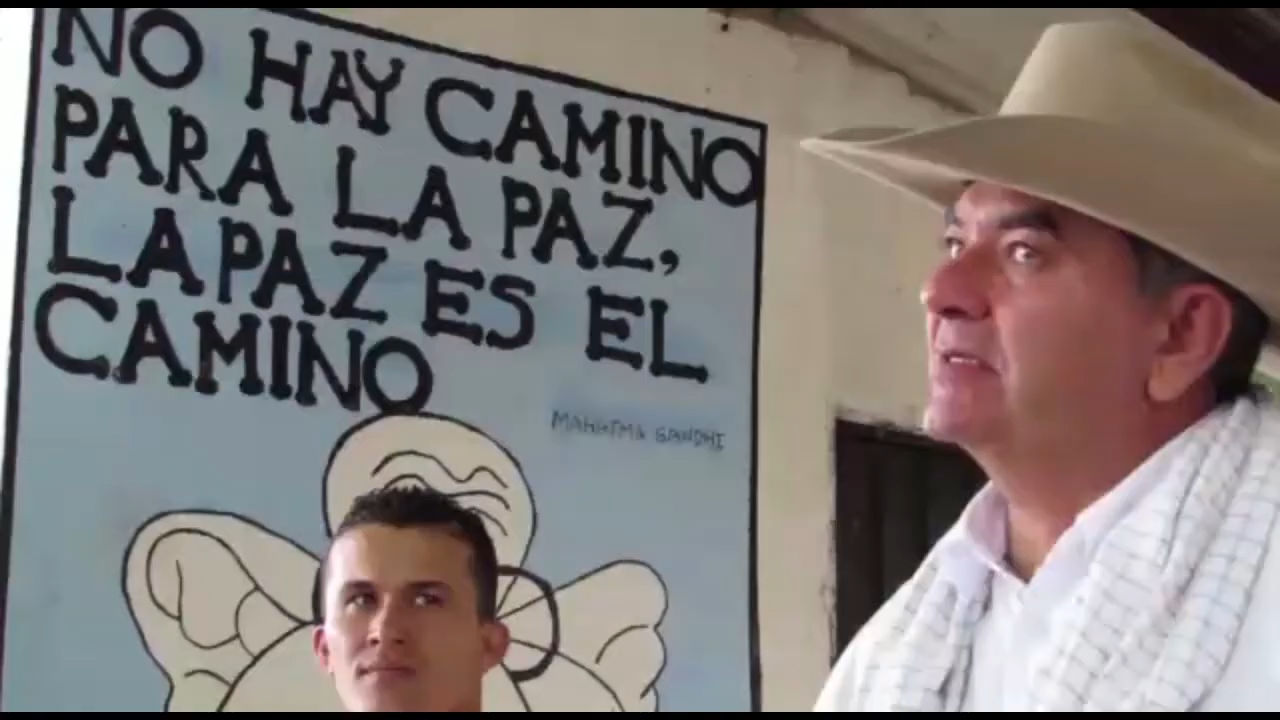 NO HAY CAMINO
PARA LA PAZ,
LA PAZ ES EL
CAMINO
MAHATMA GANDHI